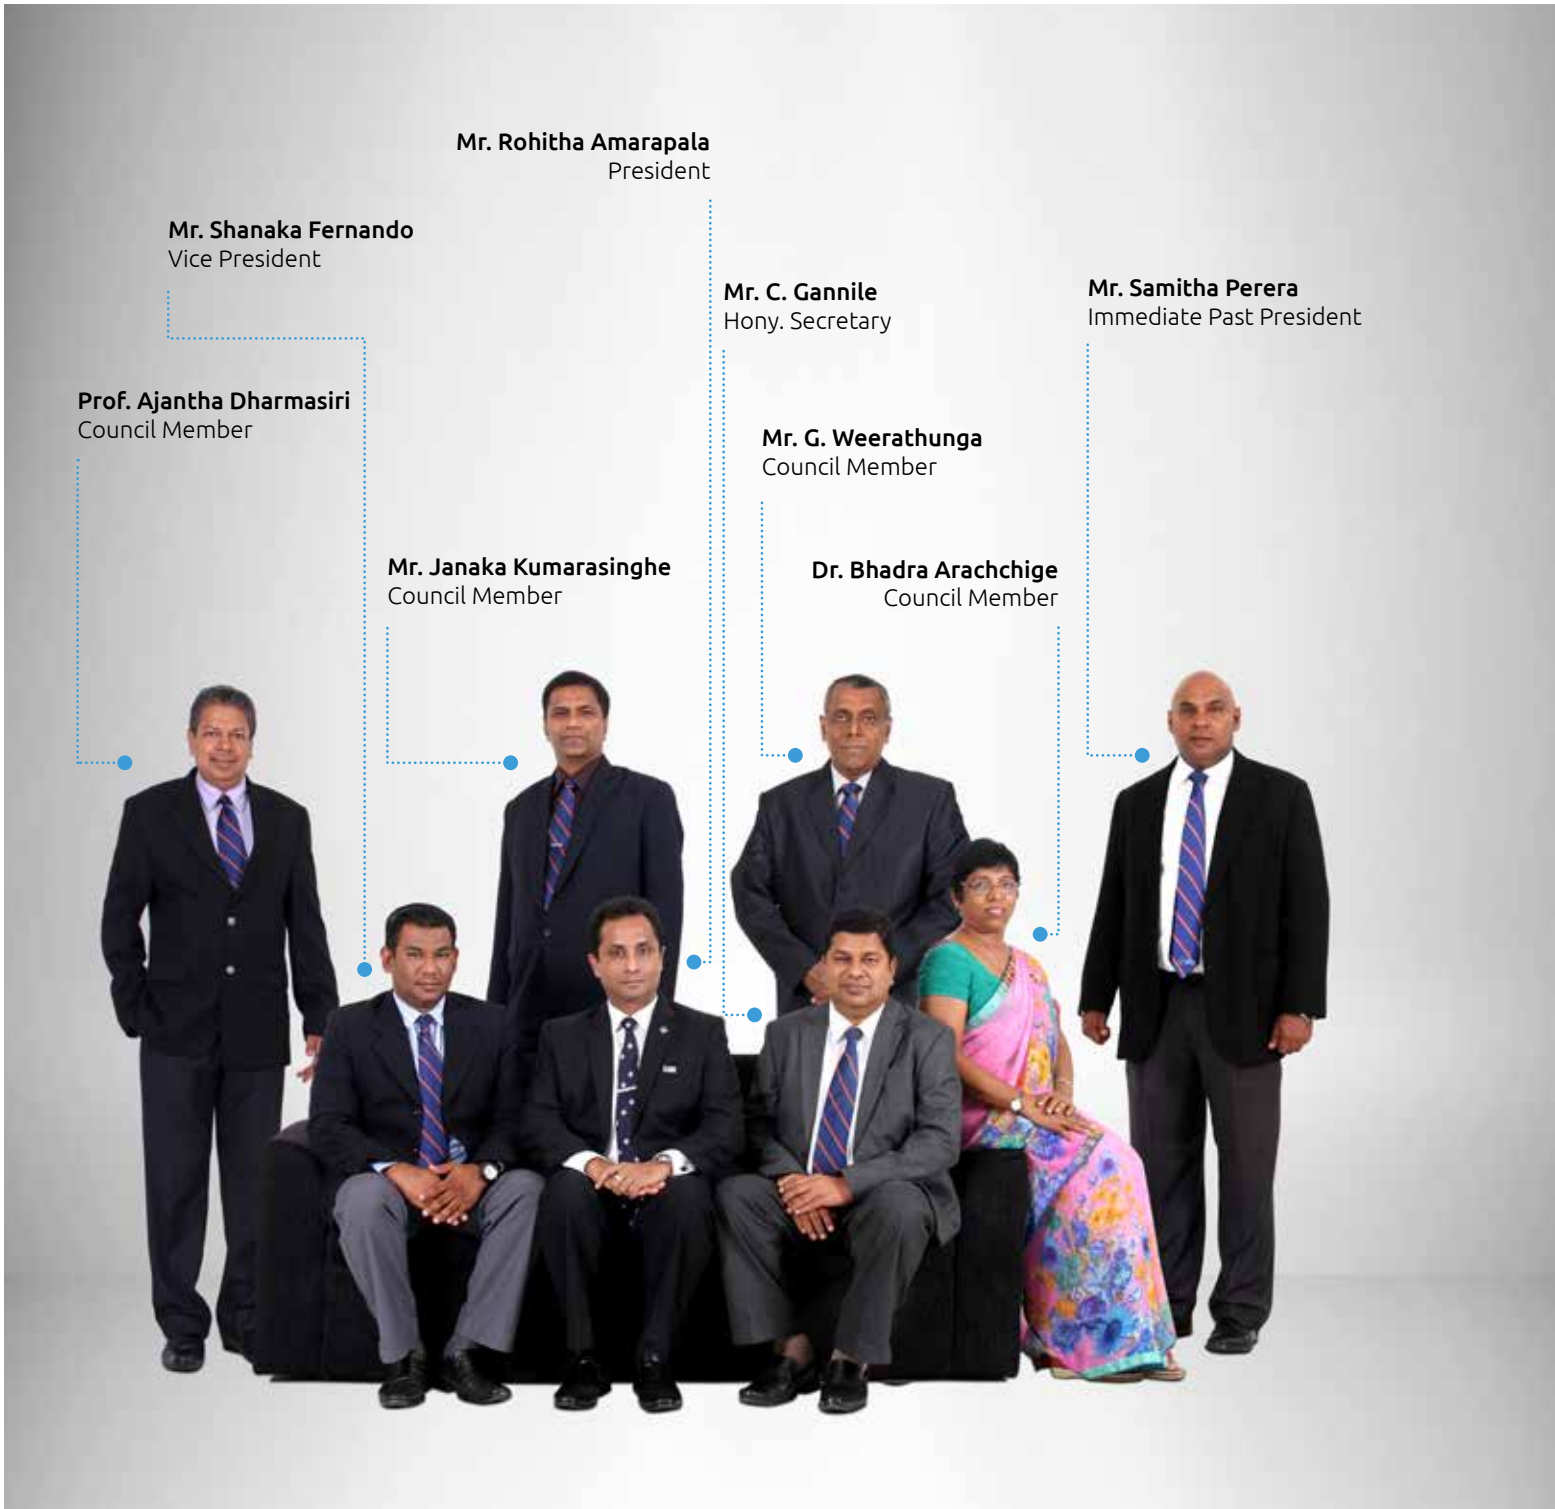 Mr. Rohitha Amarapala
President
Mr. Shanaka Fernando
Vice President
Mr. C. Gannile
Hony. Secretary
Mr. Samitha Perera
Immediate Past President
Prof. Ajantha Dharmasiri
Council Member
Mr. G. Weerathunga
Council Member
Mr. Janaka Kumarasinghe
Council Member
Dr. Bhadra Arachchige
Council Member